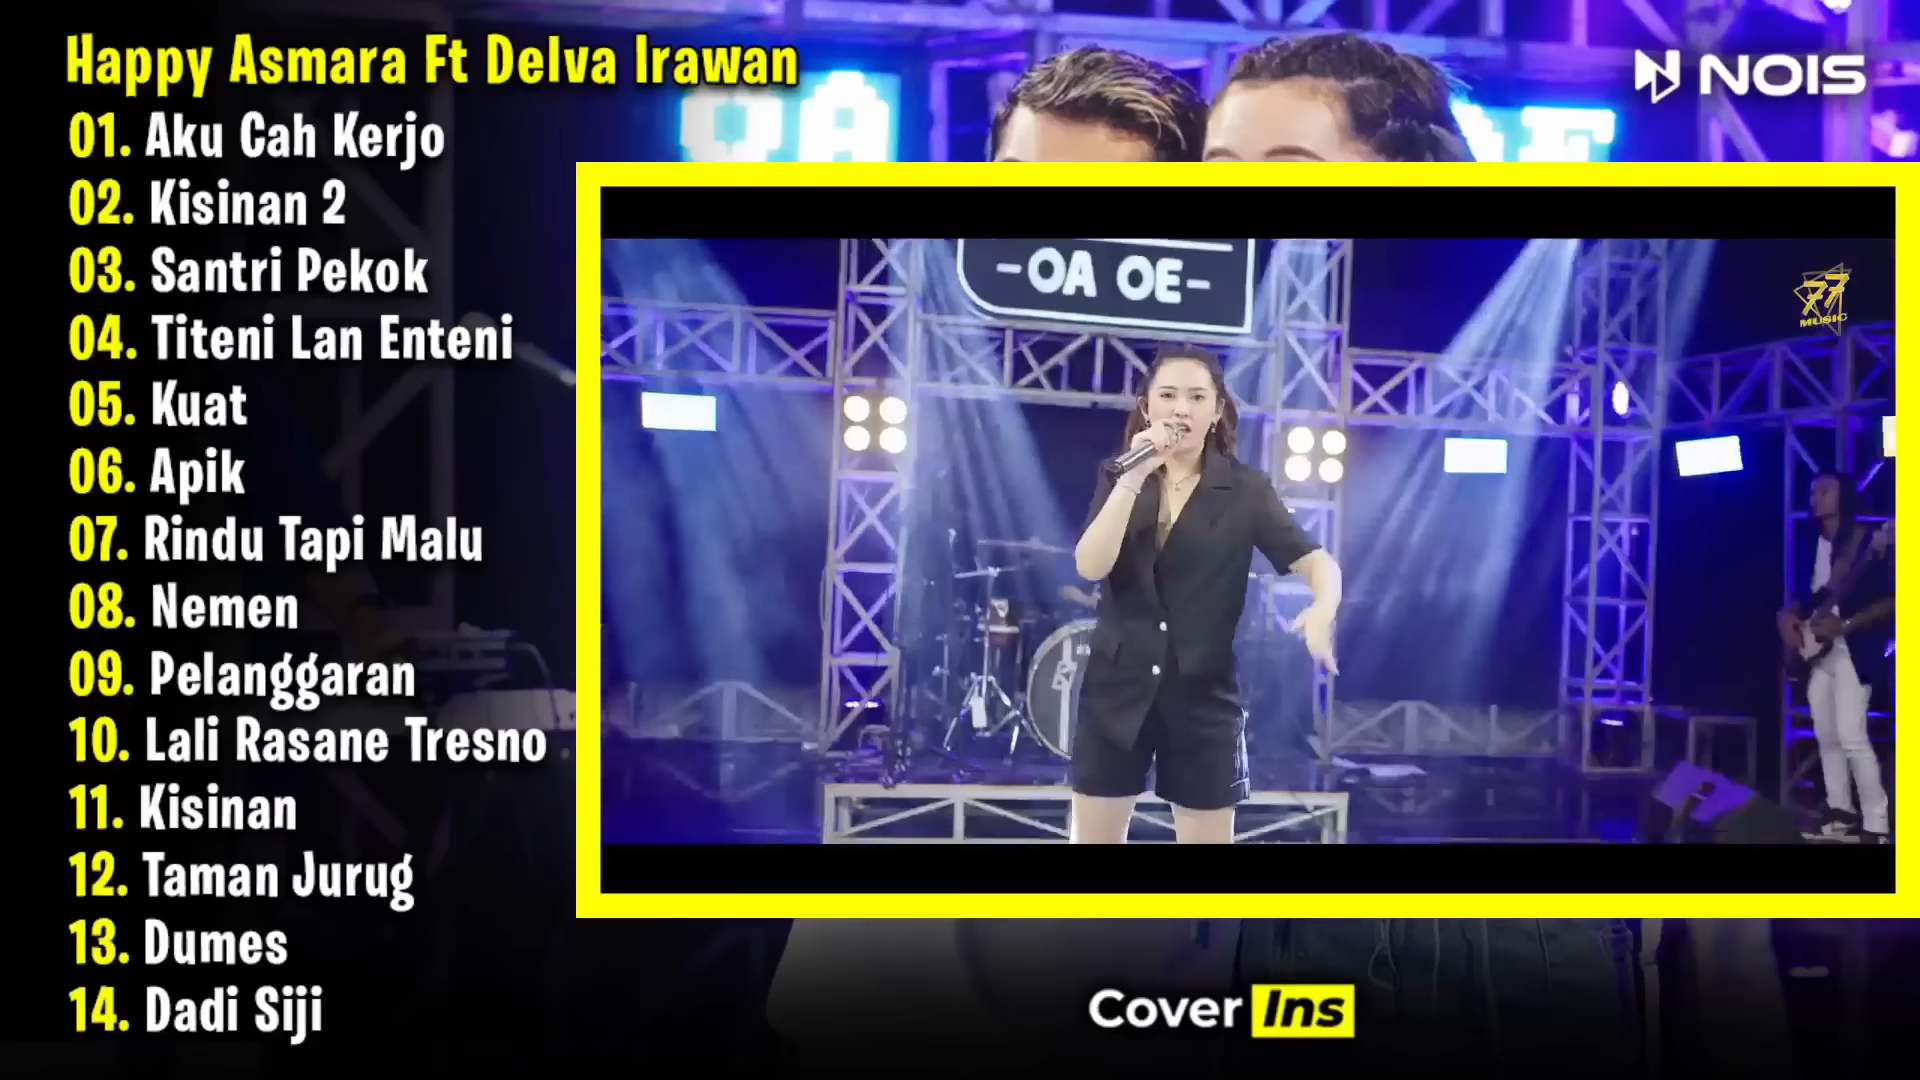 Happy Asmara Ft Delva Irawan
01. Aku Cah Kerjo
02. Kisinan 2
03. Santri Pekok
04. Titeni Lan Enteni
05. Kuat
06. Apik
07. Rindu Tapi Malu
08. Nemen
09. Pelanggaran
10. Lali Rasane Tresno
11. Kisinan
12. Taman Jurug
13. Dumes
14. Dadi Siji
NOIS
-OA OE-
77
MUSIC
Cover Ins